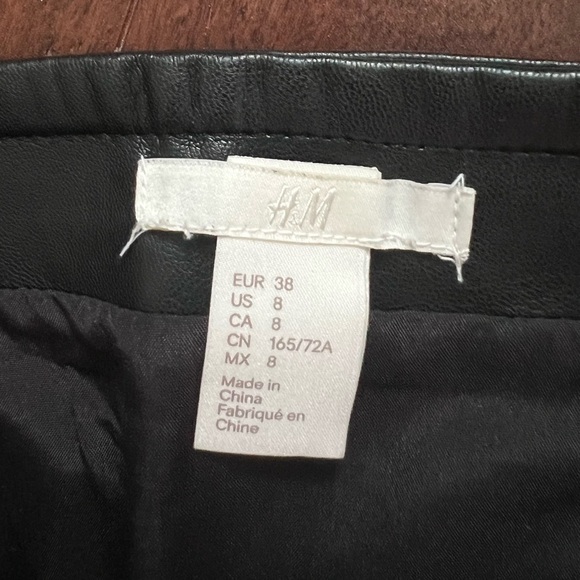 H&M
EUR 38
US 8
CA 8
CN 165/72A
MX 8
Made in
China
Fabriqué en
Chine